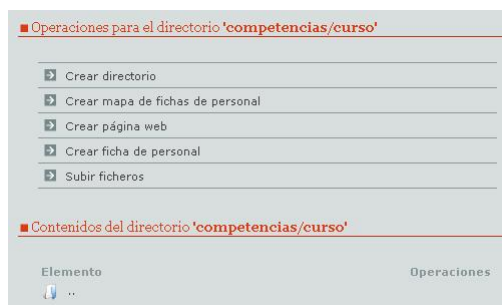 Operaciones para el directorio 'competencias/curso'
Crear directorio
Crear mapa de fichas de personal
Crear página web
Crear ficha de personal
Subir ficheros
Contenidos del directorio 'competencias/curso'
Elemento Operaciones
..